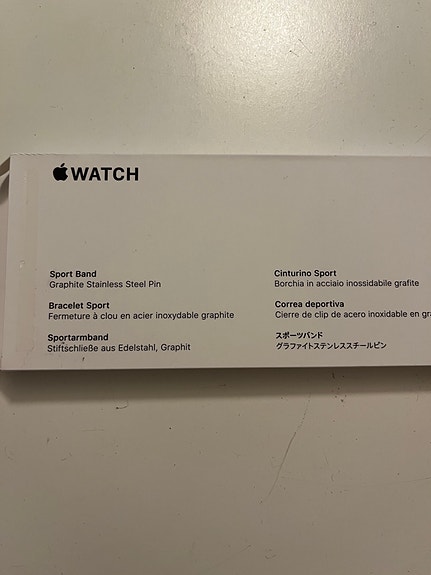 WATCH
Sport Band
Graphite Stainless Steel Pin
Bracelet Sport
Fermeture à clou en acier inoxydable graphite
Sportarmband
Stiftschließe aus Edelstahl, Graphit
Cinturino Sport
Borchia in acciaio inossidabile grafite
Correa deportiva
Cierre de clip de acero inoxidable en
スポーツバンド
グラファイトステンレススチールピン